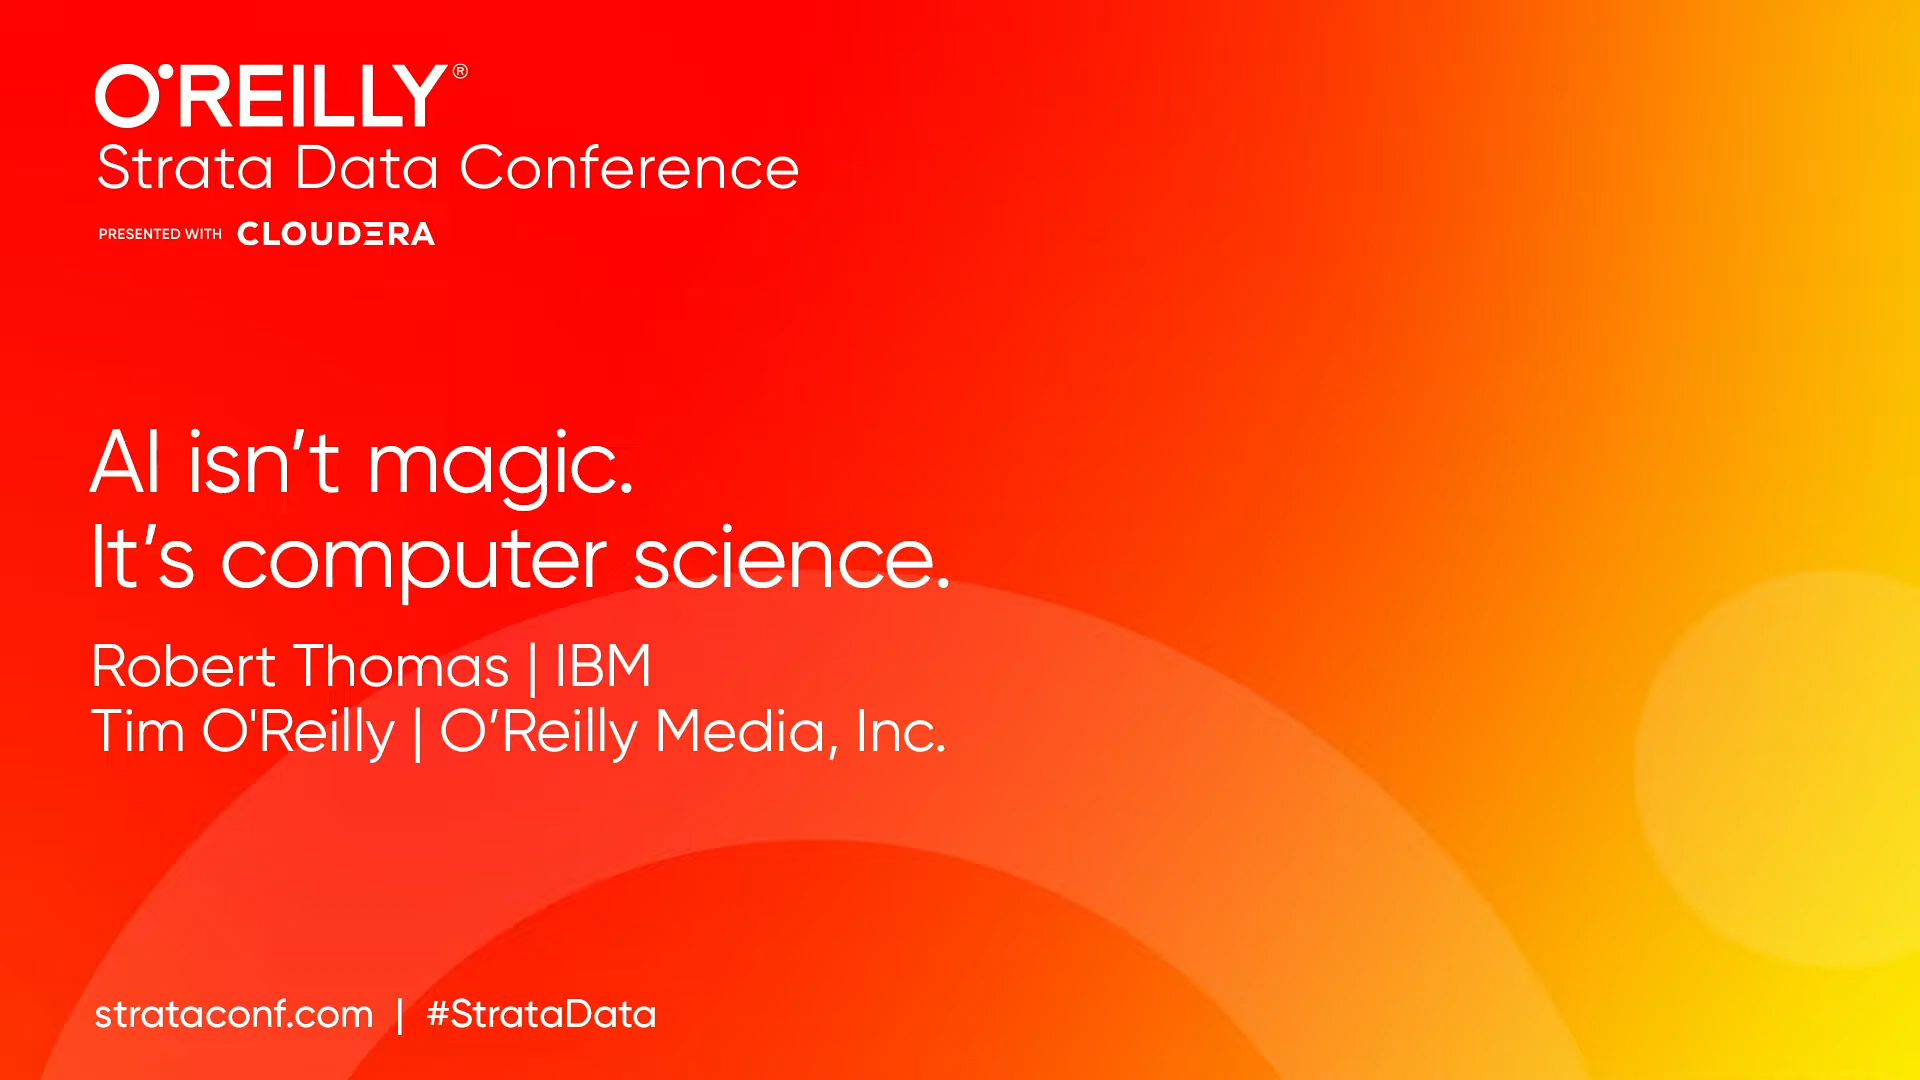 O'REILLY®
Strata Data Conference
PRESENTED WITH CLOUDERA
AI isn’t magic.
It’s computer science.
Robert Thomas | IBM
Tim O'Reilly | O’Reilly Media, Inc.
strataconf.com | #StrataData